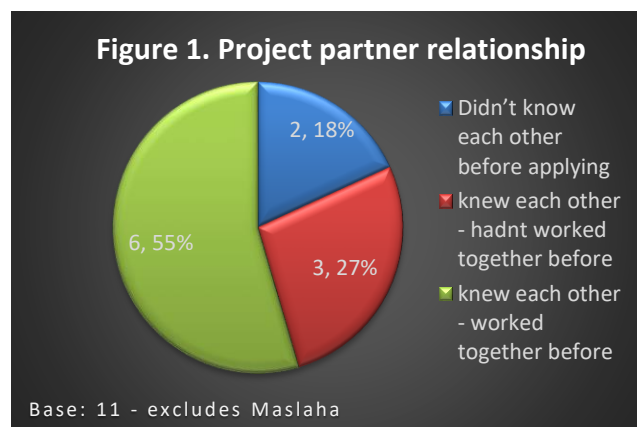 Figure 1. Project partner relationship
2, 18%
3, 27%
6, 55%
Didn’t know
each other
before applying
knew each other
- hadnt worked
together before
knew each other
- worked
together before
Base: 11 - excludes Maslaha